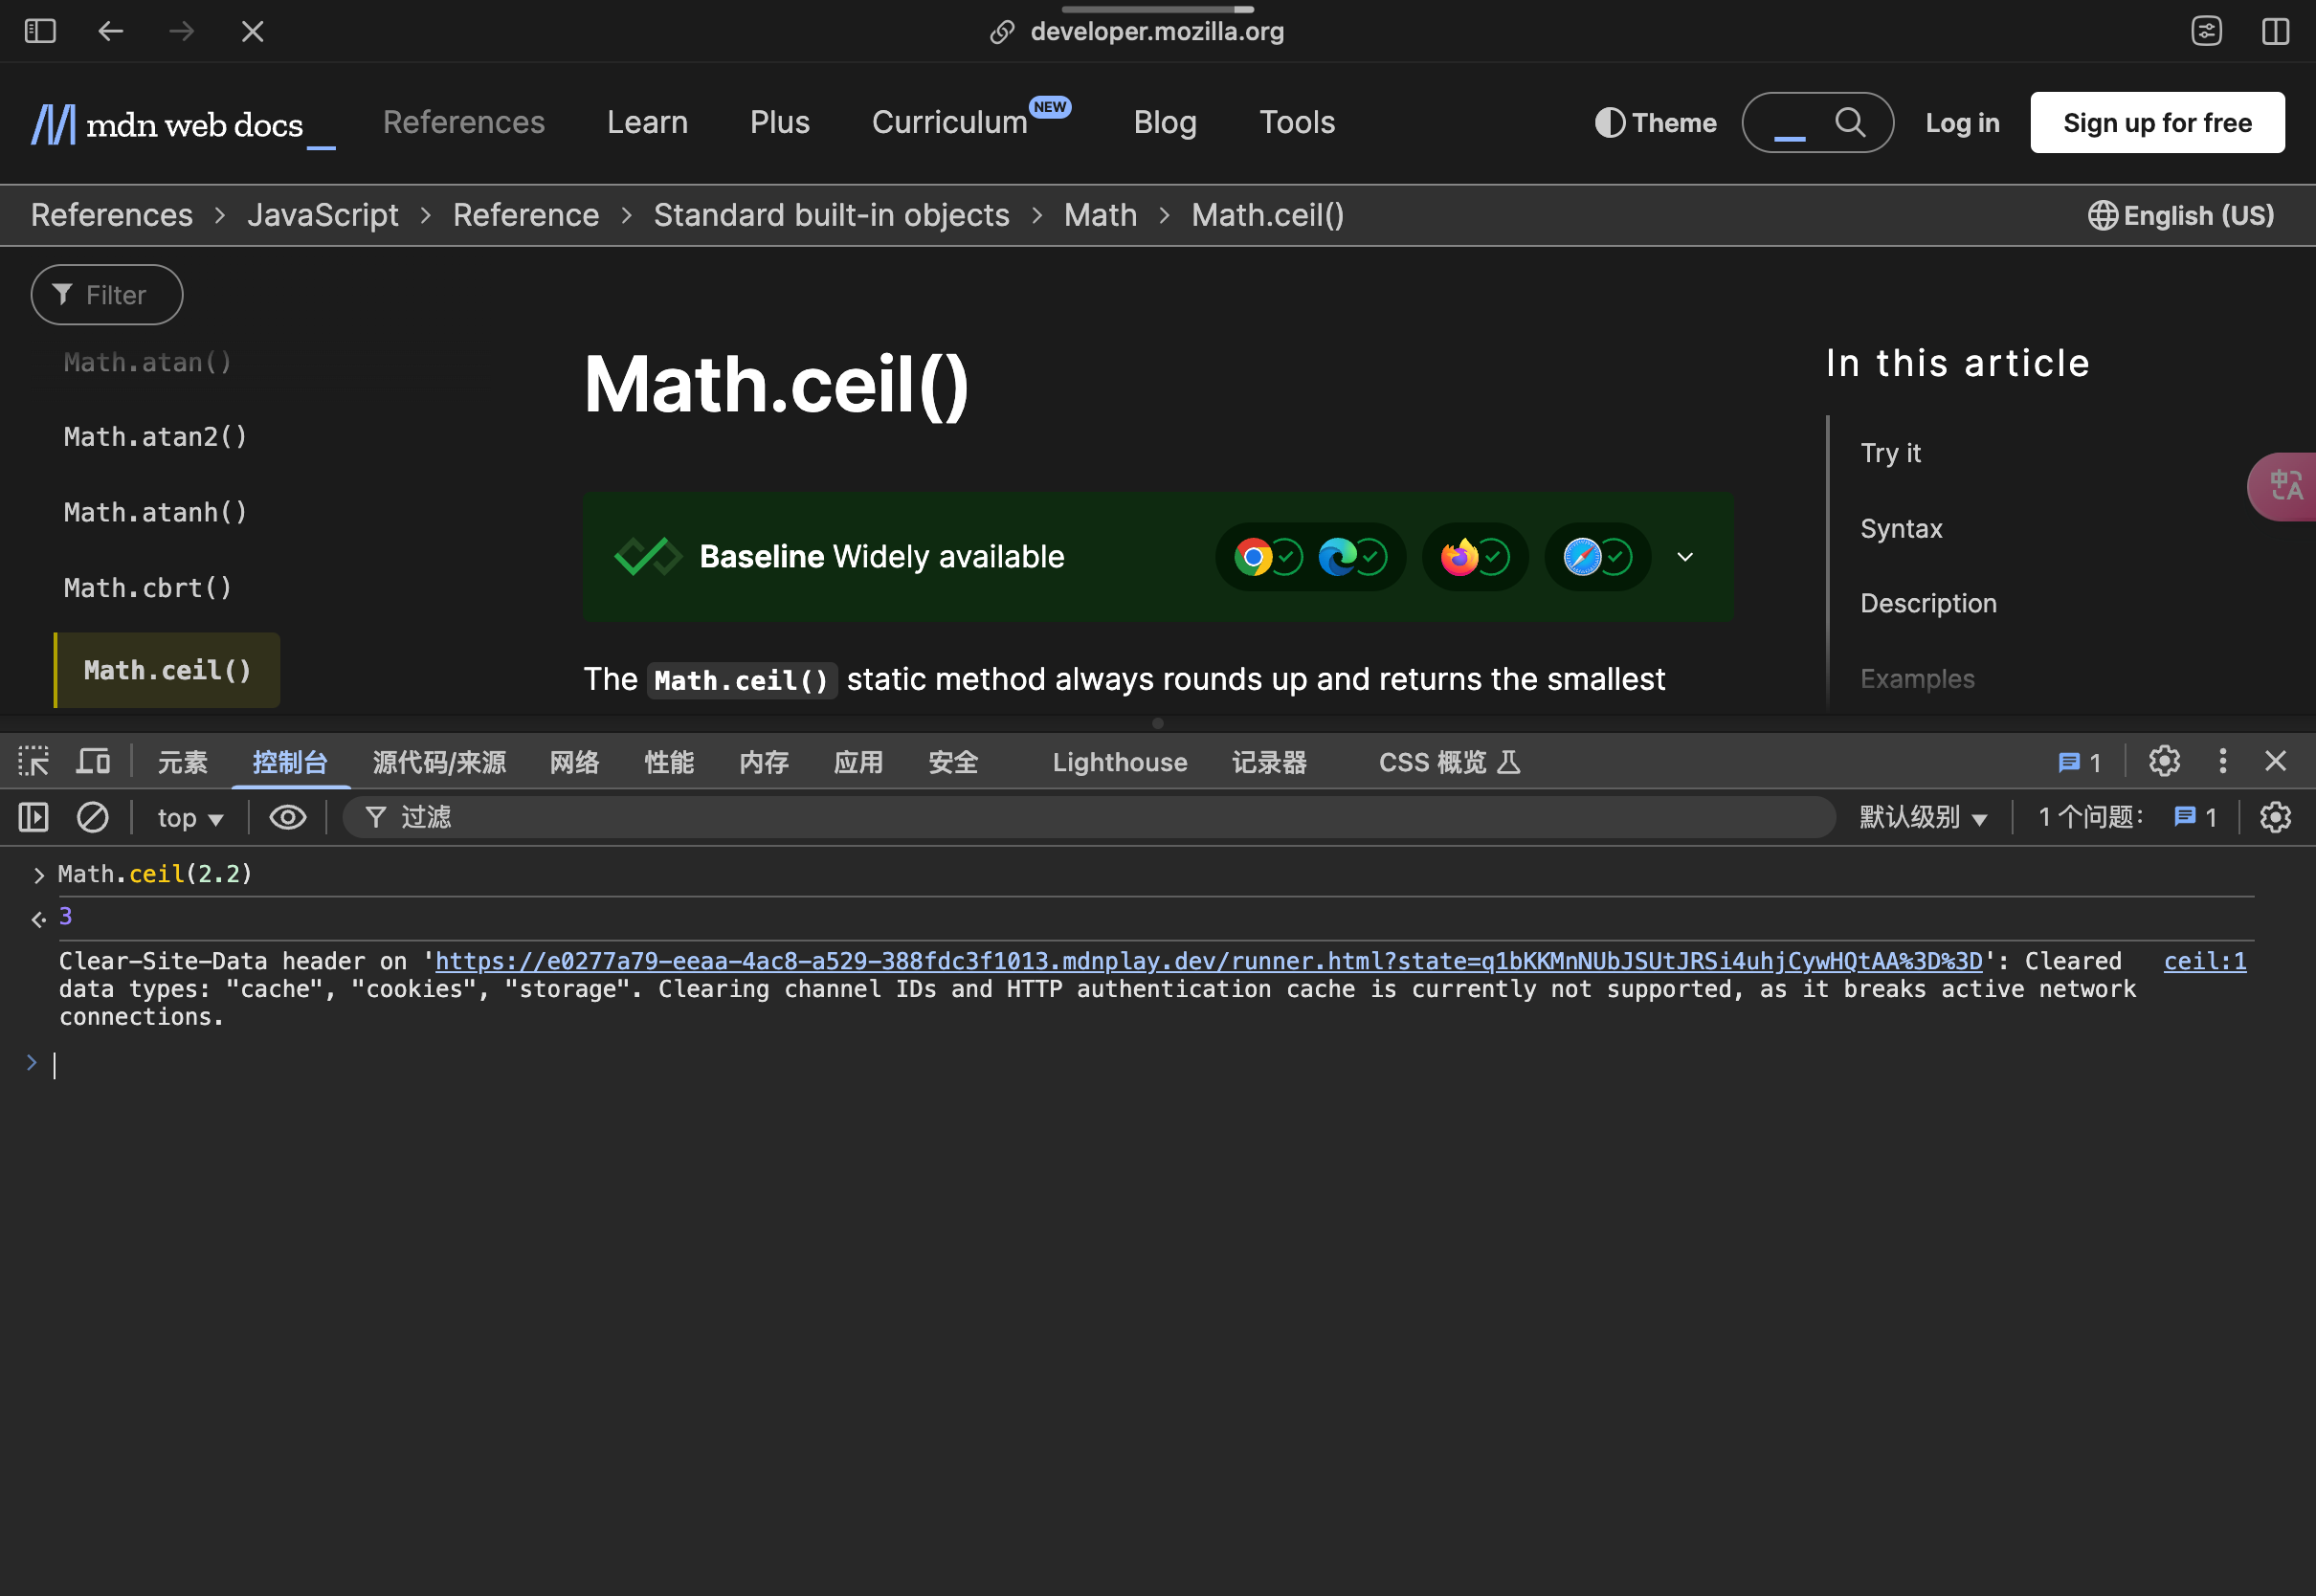 developer.mozilla.org
mdn web docs_ References Learn Plus Curriculum NEW Blog Tools Theme Log in Sign up for free
References > JavaScript > Reference > Standard built-in objects > Math > Math.ceil() English (US)
Filter
Math.atan()
Math.atan2()
Math.atanh()
Math.cbrt()
Math.ceil()
Math.ceil()
Baseline Widely available
The Math.ceil() static method always rounds up and returns the smallest
In this article
Try it
Syntax
Description
Examples
中A
元素 控制台 源代码/来源 网络 性能 内存 应用 安全 Lighthouse 记录器 CSS 概览 1
top 过滤 默认级别 1 个问题: 1
Math.ceil(2.2)
3
Clear-Site-Data header on 'https://e0277a79-eeaa-4ac8-a529-388fdc3f1013.mdnplay.dev/runner.html?state=q1bKKMnNUbJSUtJRSi4uhjCywHQtAA%3D%3D': Cleared ceil:1
data types: "cache", "cookies", "storage". Clearing channel IDs and HTTP authentication cache is currently not supported, as it breaks active network
connections.